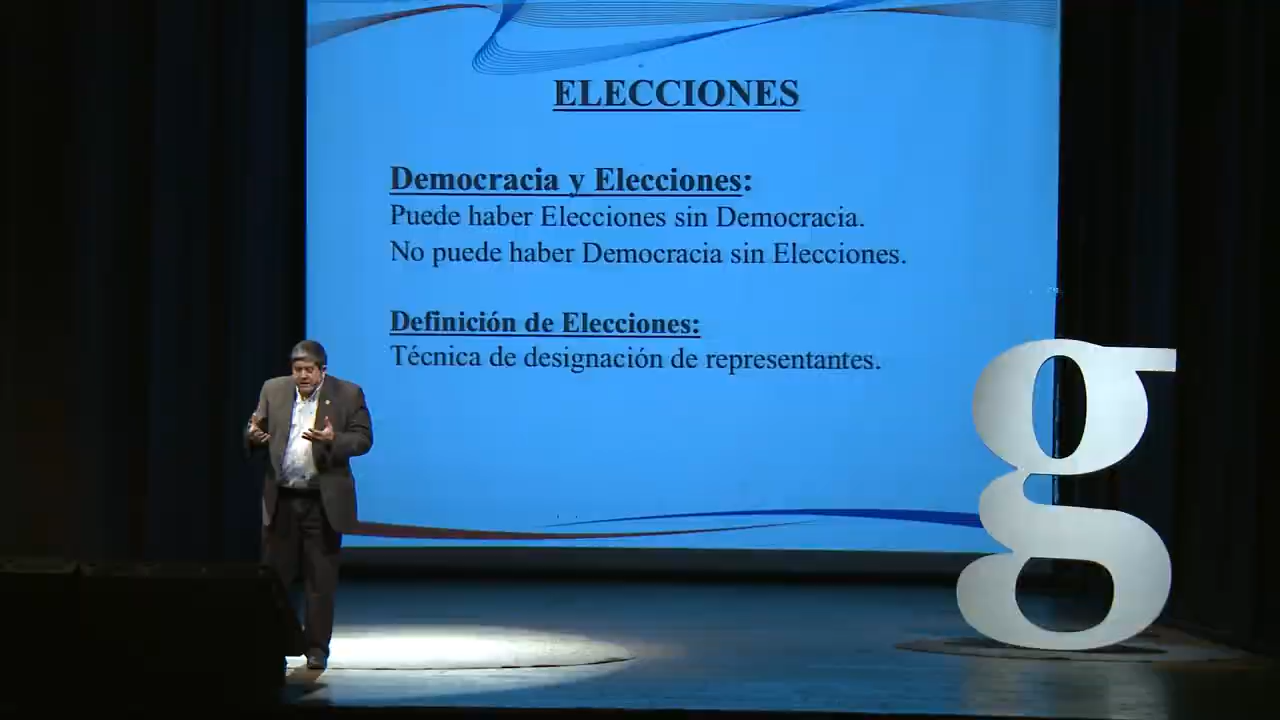 ELECCIONES
Democracia y Elecciones:
Puede haber Elecciones sin Democracia.
No puede haber Democracia sin Elecciones.
Definición de Elecciones:
Técnica de designación de representantes.
g